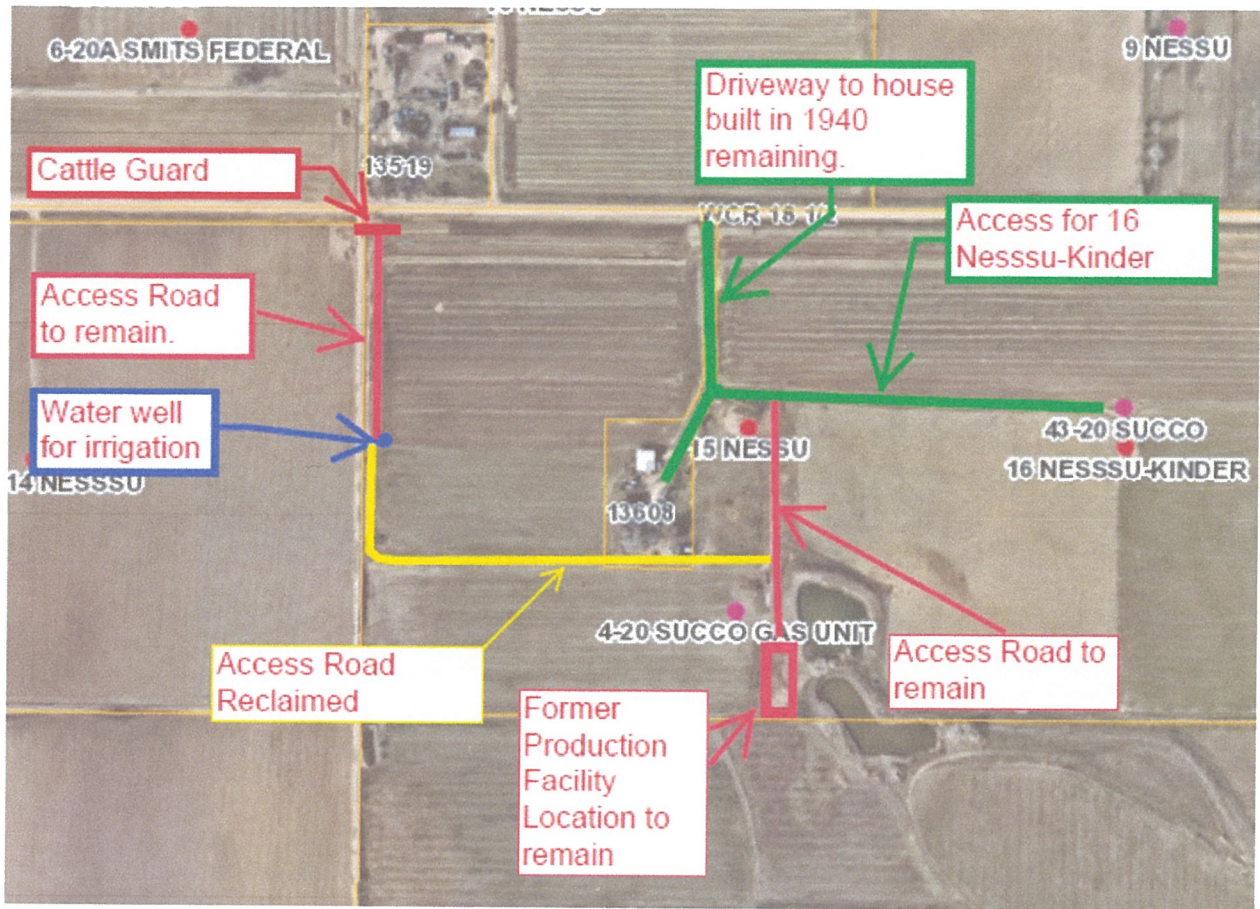 6-20A SMITS FEDERAL
9 NESSU
Driveway to house
built in 1940
remaining.
Cattle Guard
13519
WCR 18 1/2
Access for 16
Nesssu-Kinder
Access Road
to remain.
Water well
for irrigation
14 NESSSU
15 NESSU
43-20 SUCCO
16 NESSSU-KINDER
13608
4-20 SUCCO GAS UNIT
Access Road
Reclaimed
Access Road to
remain
Former
Production
Facility
Location to
remain